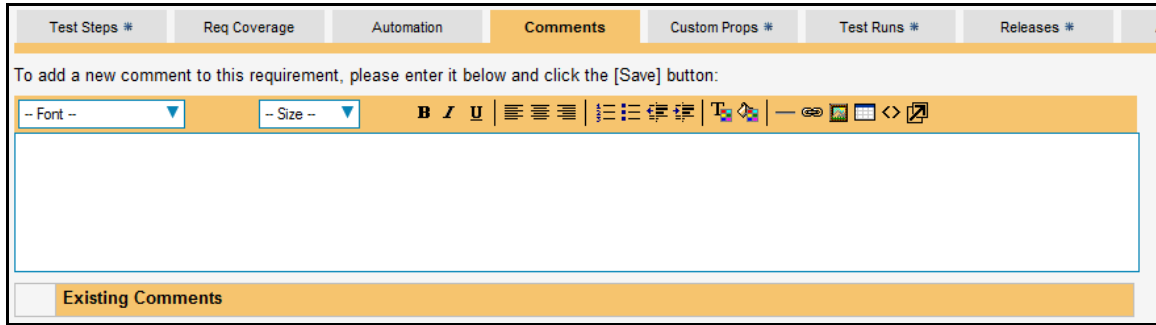 Test Steps * Req Coverage Automation Comments Custom Props * Test Runs * Releases *
To add a new comment to this requirement, please enter it below and click the [Save] button:
-- Font -- -- Size -- B I U
Existing Comments